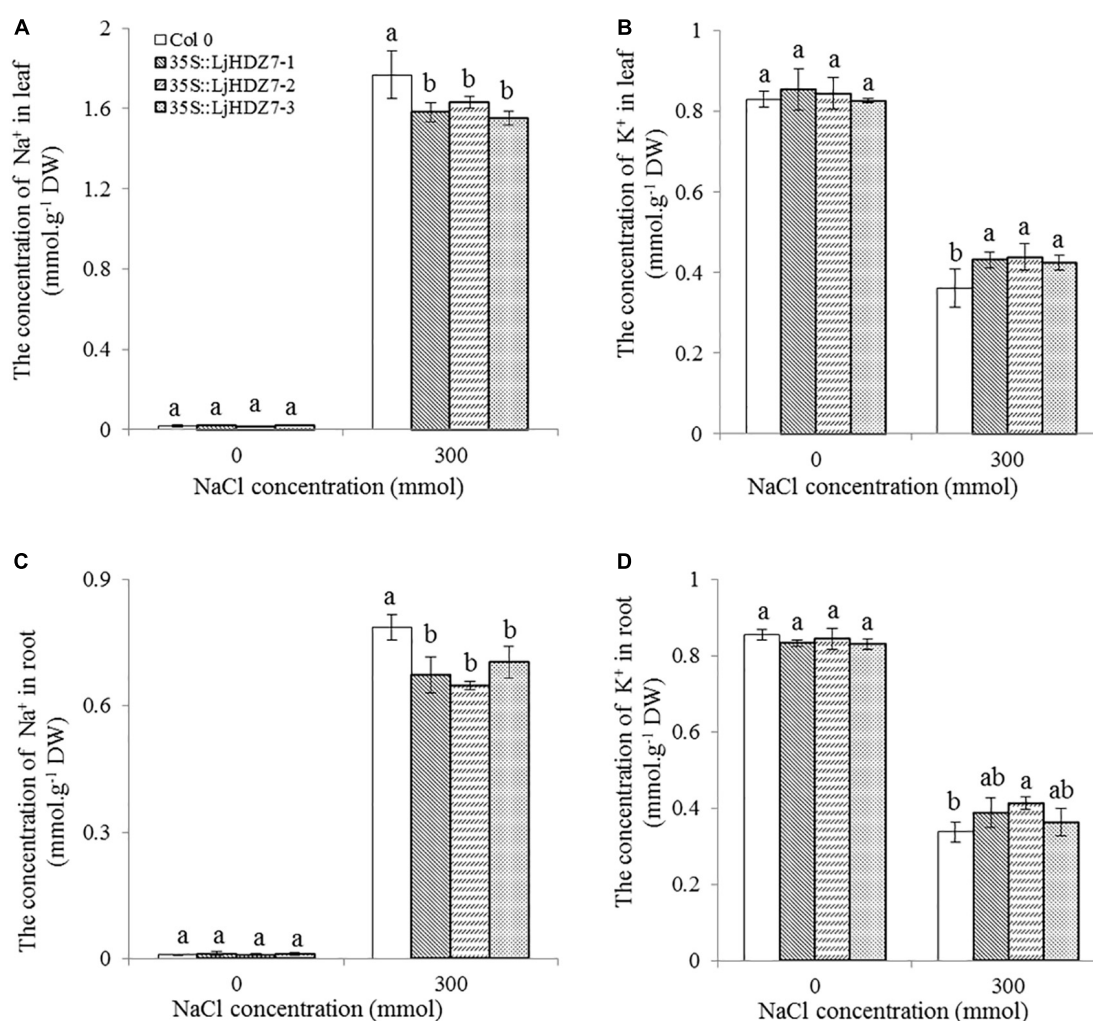 A
The concentration of Na⁺ in leaf
(mmol.g⁻¹ DW)
2
1.6
1.2
0.8
0.4
0
Col 0
35S::LjHDZ7-1
35S::LjHDZ7-2
35S::LjHDZ7-3
a a a a
a b b b
0 300
NaCl concentration (mmol)
B
The concentration of K⁺ in leaf
(mmol.g⁻¹ DW)
1
0.8
0.6
0.4
0.2
0
a a a a
b a a a
0 300
NaCl concentration (mmol)
C
The concentration of Na⁺ in root
(mmol.g⁻¹ DW)
0.9
0.6
0.3
0
a a a a
a b b b
0 300
NaCl concentration (mmol)
D
The concentration of K⁺ in root
(mmol.g⁻¹ DW)
1
0.8
0.6
0.4
0.2
0
a a a a
b ab a ab
0 300
NaCl concentration (mmol)